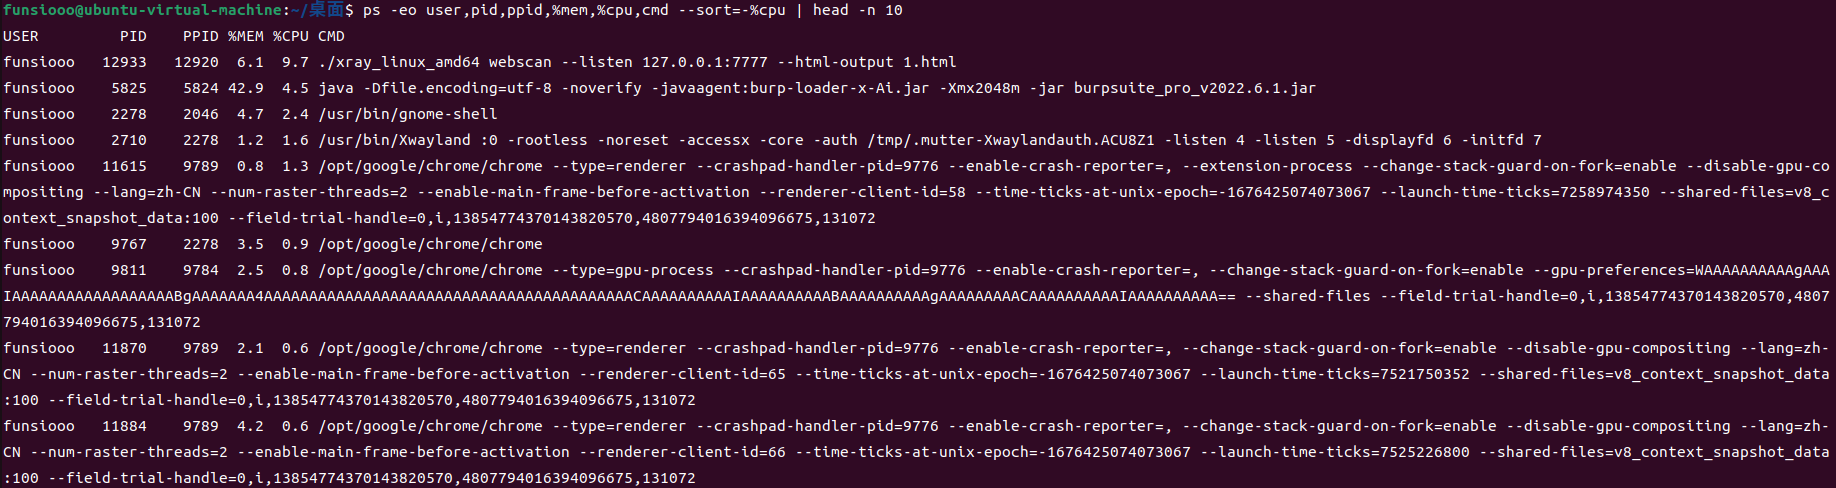 funsiooo@ubuntu-virtual-machine:~/桌面$ ps -eo user,pid,ppid,%mem,%cpu,cmd --sort=-%cpu | head -n 10
USER         PID    PPID %MEM %CPU CMD
funsiooo   12933   12920  6.1  9.7 ./xray_linux_amd64 webscan --listen 127.0.0.1:7777 --html-output 1.html
funsiooo    5825    5824 42.9  4.5 java -Dfile.encoding=utf-8 -noverify -javaagent:burp-loader-x-Ai.jar -Xmx2048m -jar burpsuite_pro_v2022.6.1.jar
funsiooo    2278    2046  4.7  2.4 /usr/bin/gnome-shell
funsiooo    2710    2278  1.2  1.6 /usr/bin/Xwayland :0 -rootless -noreset -accessx -core -auth /tmp/.mutter-Xwaylandauth.ACU8Z1 -listen 4 -listen 5 -displayfd 6 -initfd 7
funsiooo   11615    9789  0.8  1.3 /opt/google/chrome/chrome --type=renderer --crashpad-handler-pid=9776 --enable-crash-reporter=, --extension-process --change-stack-guard-on-fork=enable --disable-gpu-co
mpositing --lang=zh-CN --num-raster-threads=2 --enable-main-frame-before-activation --renderer-client-id=58 --time-ticks-at-unix-epoch=-1676425074073067 --launch-time-ticks=7258974350 --shared-files=v8_c
ontext_snapshot_data:100 --field-trial-handle=0,i,13854774370143820570,4807794016394096675,131072
funsiooo    9767    2278  3.5  0.9 /opt/google/chrome/chrome
funsiooo    9811    9784  2.5  0.8 /opt/google/chrome/chrome --type=gpu-process --crashpad-handler-pid=9776 --enable-crash-reporter=, --change-stack-guard-on-fork=enable --gpu-preferences=WAAAAAAAAAAgAAA
IAAAAAAAAAAAAAAAAAABgAAAAAAA4AAAAAAAAAAAAAAAAAAAAAAAAAAAAAAAAAAAAAAAAACAAAAAAAAAAIAAAAAAAAAABAAAAAAAAAAgAAAAAAAAACAAAAAAAAAAIAAAAAAAAAA== --shared-files --field-trial-handle=0,i,13854774370143820570,4807
794016394096675,131072
funsiooo   11870    9789  2.1  0.6 /opt/google/chrome/chrome --type=renderer --crashpad-handler-pid=9776 --enable-crash-reporter=, --change-stack-guard-on-fork=enable --disable-gpu-compositing --lang=zh-
CN --num-raster-threads=2 --enable-main-frame-before-activation --renderer-client-id=65 --time-ticks-at-unix-epoch=-1676425074073067 --launch-time-ticks=7521750352 --shared-files=v8_context_snapshot_data
:100 --field-trial-handle=0,i,13854774370143820570,4807794016394096675,131072
funsiooo   11884    9789  4.2  0.6 /opt/google/chrome/chrome --type=renderer --crashpad-handler-pid=9776 --enable-crash-reporter=, --change-stack-guard-on-fork=enable --disable-gpu-compositing --lang=zh-
CN --num-raster-threads=2 --enable-main-frame-before-activation --renderer-client-id=66 --time-ticks-at-unix-epoch=-1676425074073067 --launch-time-ticks=7525226800 --shared-files=v8_context_snapshot_data
:100 --field-trial-handle=0,i,13854774370143820570,4807794016394096675,131072